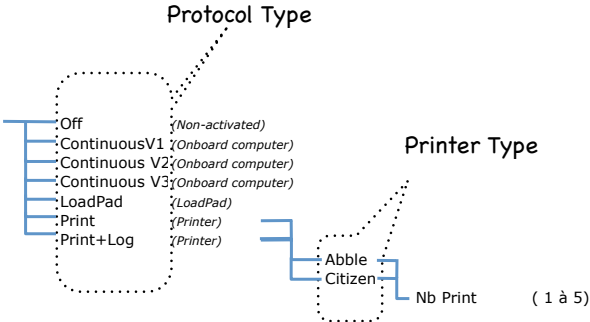 Protocol Type
Off (Non-activated)
ContinuousV1 (Onboard computer)
Continuous V2 (Onboard computer)
Continuous V3 (Onboard computer)
LoadPad (LoadPad)
Print (Printer)
Print+Log (Printer)
Printer Type
Abble
Citizen
Nb Print ( 1 à 5)